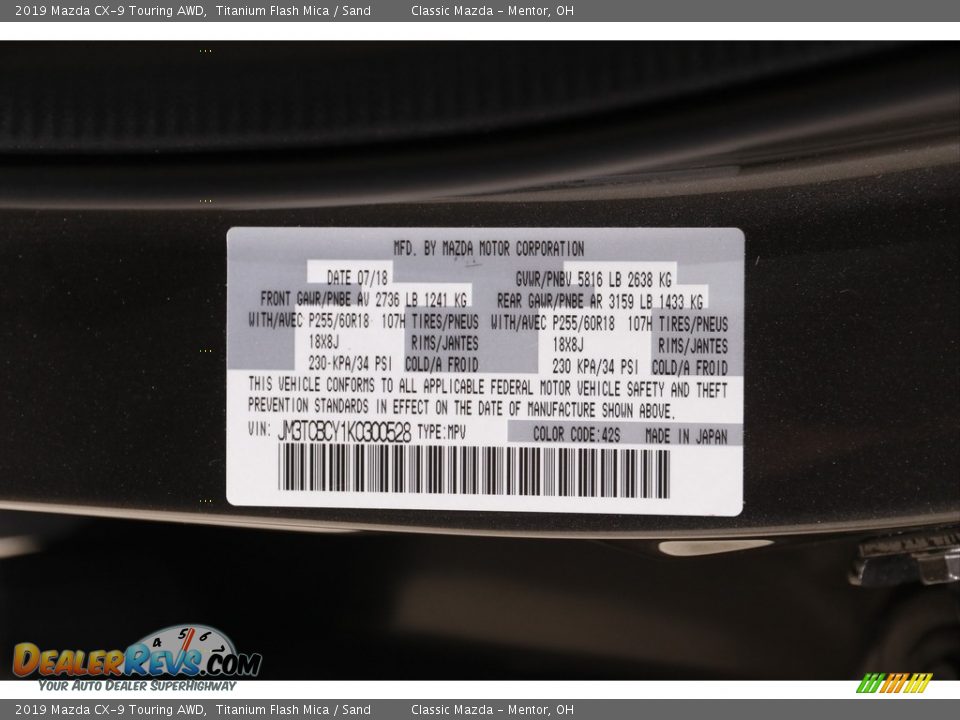 2019 Mazda CX-9 Touring AWD, Titanium Flash Mica / Sand Classic Mazda - Mentor, OH
MFD. BY MAZDA MOTOR CORPORATION
DATE 07/18 GVWR/PNBV 5816 LB 2638 KG
FRONT GAWR/PNBE AV 2736 LB 1241 KG REAR GAWR/PNBE AR 3159 LB 1433 KG
WITH/AVEC P255/60R18 107H TIRES/PNEUS WITH/AVEC P255/60R18 107H TIRES/PNEUS
18X8J RIMS/JANTES 18X8J RIMS/JANTES
230 KPA/34 PSI COLD/A FROID 230 KPA/34 PSI COLD/A FROID
THIS VEHICLE CONFORMS TO ALL APPLICABLE FEDERAL MOTOR VEHICLE SAFETY AND THEFT
PREVENTION STANDARDS IN EFFECT ON THE DATE OF MANUFACTURE SHOWN ABOVE.
VIN: JM3TCBCY1K0300528 TYPE:MPV COLOR CODE:42S MADE IN JAPAN
4 5 6
DealerRevs.com
Your Auto Dealer SuperHighway
2019 Mazda CX-9 Touring AWD, Titanium Flash Mica / Sand Classic Mazda - Mentor, OH